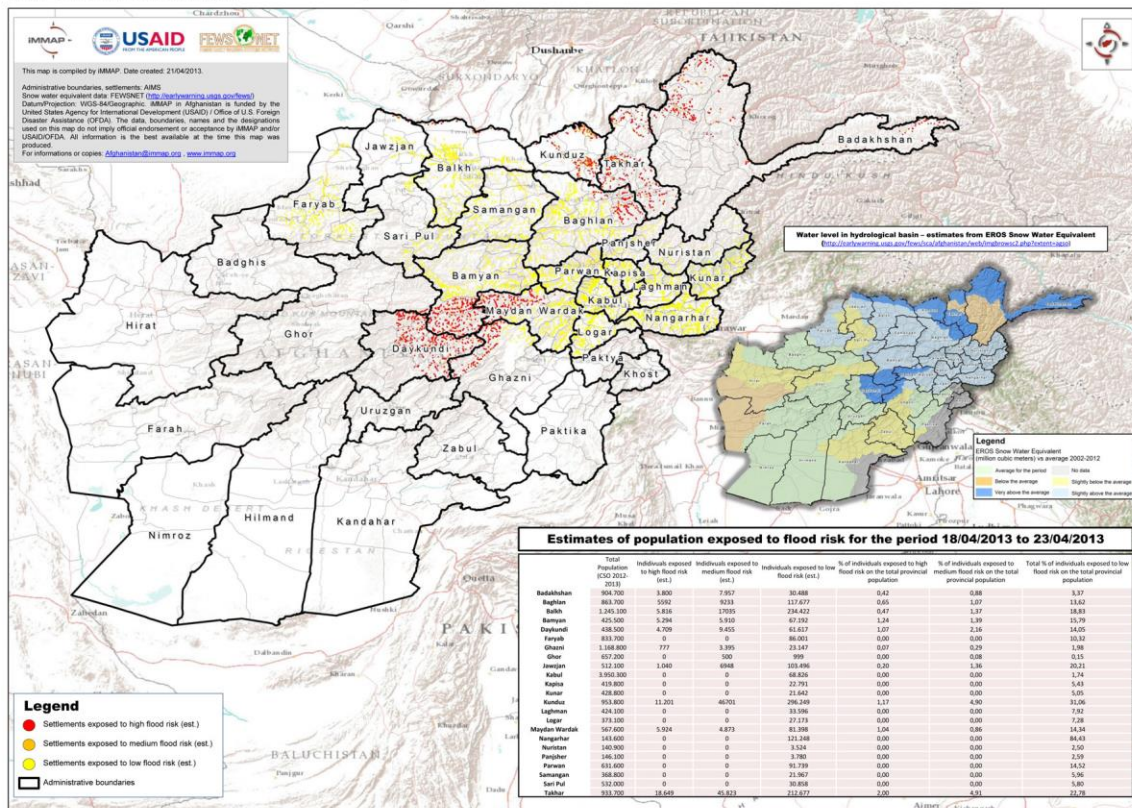 iMMAP
USAID
FROM THE AMERICAN PEOPLE
FEWS NET
This map is compiled by iMMAP. Date created: 21/04/2013.
Administrative boundaries, settlements: AIMS
Snow water equivalent data: FEWSNET (http://earlywarning.usgs.gov/fews/)
Datum/Projection: WGS-84/Geographic. iMMAP in Afghanistan is funded by the
United States Agency for International Development (USAID) / Office of U.S. Foreign
Disaster Assistance (OFDA). The data, boundaries, names and the designations
used on this map do not imply official endorsement or acceptance by iMMAP and/or
USAID/OFDA. All information is the best available at the time this map was
produced.
For informations or copies: Afghanistan@immap.org , www.immap.org
Dushanbe
TAJIKISTAN
Badakhshan
Jawzjan
Balkh
Kunduz
Takhar
HINDU KUSH
Faryab
Samangan
Baghlan
Sari Pul
Panjsher
Nuristan
Badghis
Bamyan
Parwan
Kapisa
Kunar
Laghman
Hirat
Kabul
Maydan Wardak
Nangarhar
Ghor
Logar
Daykundi
Paktya
Ghazni
Khost
Uruzgan
Farah
Zabul
Paktika
Hilmand
Kandahar
Nimroz
Quetta
Zahedan
Dalbandin
BALUCHISTAN
Water level in hydrological basin – estimates from EROS Snow Water Equivalent
(http://earlywarning.usgs.gov/fews/sca/afghanistan/web/imgbrowsc2.php?extent=agso)
Amritsar
Lahore
Legend
EROS Snow Water Equivalent
(million cubic meters) vs average 2002-2012
Average for the period No data
Below the average Slightly below the average
Very above the average Slightly above the average
Legend
Settlements exposed to high flood risk (est.)
Settlements exposed to medium flood risk (est.)
Settlements exposed to low flood risk (est.)
Administrative boundaries
Estimates of population exposed to flood risk for the period 18/04/2013 to 23/04/2013
Total Population (CSO 2012-2013) Indidivuals exposed to high flood risk (est.) Indidivuals exposed to medium flood risk (est.) Individuals exposed to low flood risk (est.) % of individuals exposed to high flood risk on the total provincial population % of individuals exposed to medium flood risk on the total provincial population Total % of individuals exposed to low flood risk on the total provincial population
Badakhshan 904.700 3.800 7.957 30.488 0,42 0,88 3,37
Baghlan 863.700 5592 9233 117.677 0,65 1,07 13,62
Balkh 1.245.100 5.816 17035 234.422 0,47 1,37 18,83
Bamyan 425.500 5.294 5.910 67.192 1,24 1,39 15,79
Daykundi 438.500 4.709 9.455 61.617 1,07 2,16 14,05
Faryab 833.700 0 0 86.001 0,00 0,00 10,32
Ghazni 1.168.800 777 3.395 23.147 0,07 0,29 1,98
Ghor 657.200 0 500 999 0,00 0,08 0,15
Jawzjan 512.100 1.040 6948 103.496 0,20 1,36 20,21
Kabul 3.950.300 0 0 68.826 0,00 0,00 1,74
Kapisa 419.800 0 0 22.791 0,00 0,00 5,43
Kunar 428.800 0 0 21.642 0,00 0,00 5,05
Kunduz 953.800 11.201 46701 296.249 1,17 4,90 31,06
Laghman 424.100 0 0 33.596 0,00 0,00 7,92
Logar 373.100 0 0 27.173 0,00 0,00 7,28
Maydan Wardak 567.600 5.924 4.873 81.398 1,04 0,86 14,34
Nangarhar 143.600 0 0 121.248 0,00 0,00 84,43
Nuristan 140.900 0 0 3.524 0,00 0,00 2,50
Panjsher 146.100 0 0 3.780 0,00 0,00 2,59
Parwan 631.600 0 0 91.739 0,00 0,00 14,52
Samangan 368.800 0 0 21.967 0,00 0,00 5,96
Sari Pul 532.000 0 0 30.858 0,00 0,00 5,80
Takhar 933.700 18.649 45.823 212.677 2,00 4,91 22,78